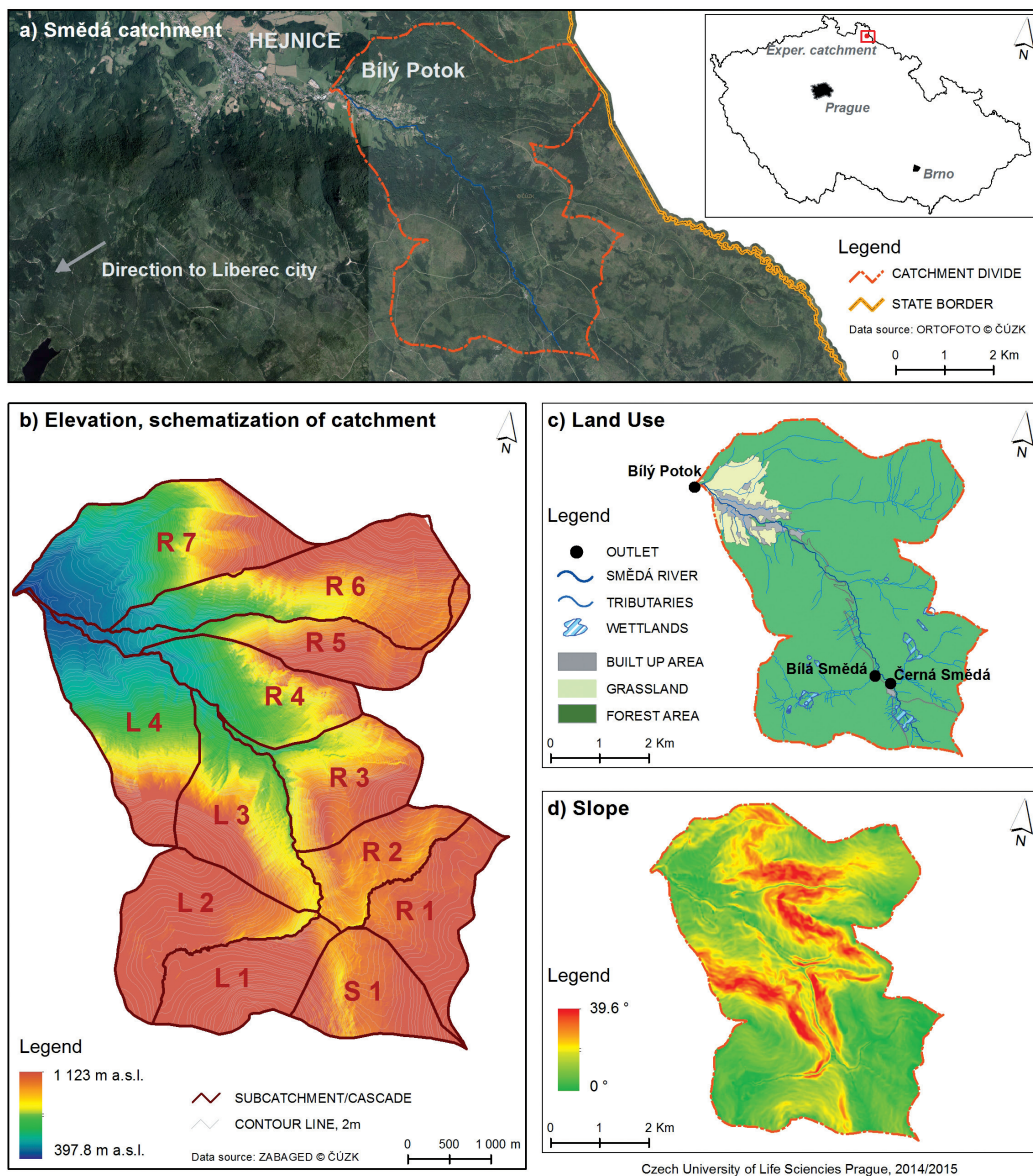 a) Smědá catchment
HEJNICE
Bílý Potok
Direction to Liberec city
N
Exper. catchment
Prague
Brno
Legend
CATCHMENT DIVIDE
STATE BORDER
Data source: ORTOFOTO © ČÚZK
0 1 2 Km
b) Elevation, schematization of catchment
N
R 7
R 6
R 5
R 4
L 4
R 3
L 3
R 2
L 2
R 1
L 1
S 1
Legend
1 123 m a.s.l.
397.8 m a.s.l.
SUBCATCHMENT/CASCADE
CONTOUR LINE, 2m
Data source: ZABAGED © ČÚZK
0 500 1 000 m
c) Land Use
N
Bílý Potok
Legend
OUTLET
SMĚDÁ RIVER
TRIBUTARIES
WETTLANDS
BUILT UP AREA
GRASSLAND
FOREST AREA
Bílá Smědá
Černá Smědá
0 1 2 Km
d) Slope
N
Legend
39.6 °
0 °
0 1 2 Km
Czech University of Life Sciencies Prague, 2014/2015